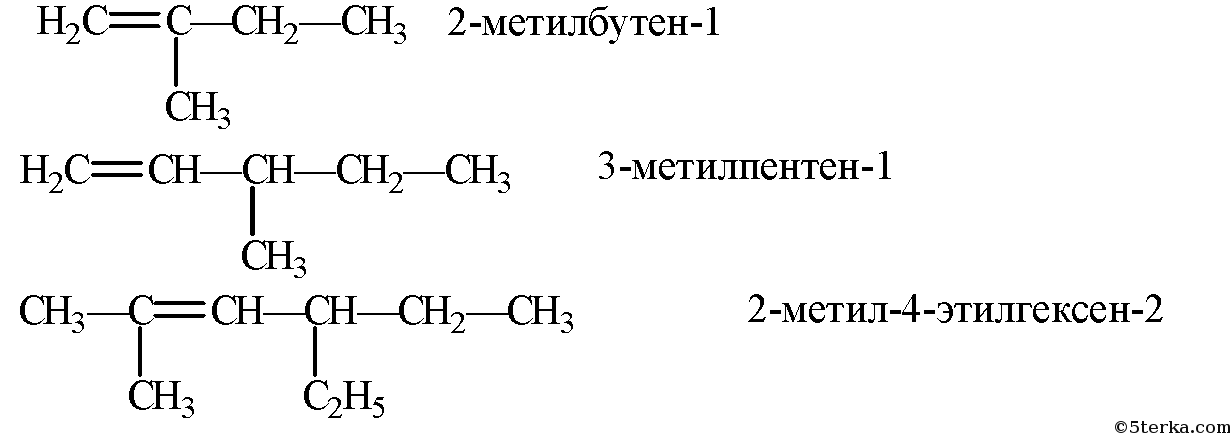 H₂C=C—CH₂—CH₃ 2-метилбутен-1
CH₃
H₂C=CH—CH—CH₂—CH₃ 3-метилпентен-1
CH₃
CH₃—C=CH—CH—CH₂—CH₃ 2-метил-4-этилгексен-2
CH₃ C₂H₅
©5terka.com